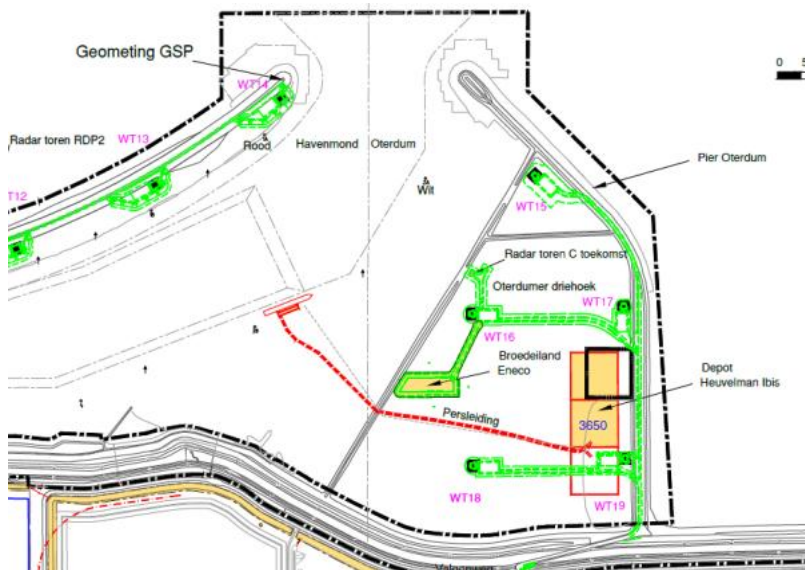 Geometing GSP
WT14
0 5
Radar toren RDP2
WT13
Rood
Havenmond
Oterdum
Pier Oterdum
Wit
WT12
WT15
Radar toren C toekomst
Oterdumer driehoek
WT17
WT16
Broedeiland
Eneco
Depot
Heuvelman Ibis
Persleiding
3650
WT18
WT19